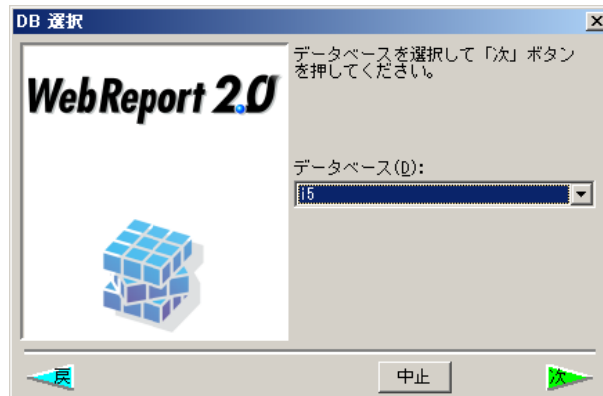 DB 選択
WebReport 2.0
データベースを選択して「次」ボタン
を押してください。
データベース(D):
i5
戻
中止
次